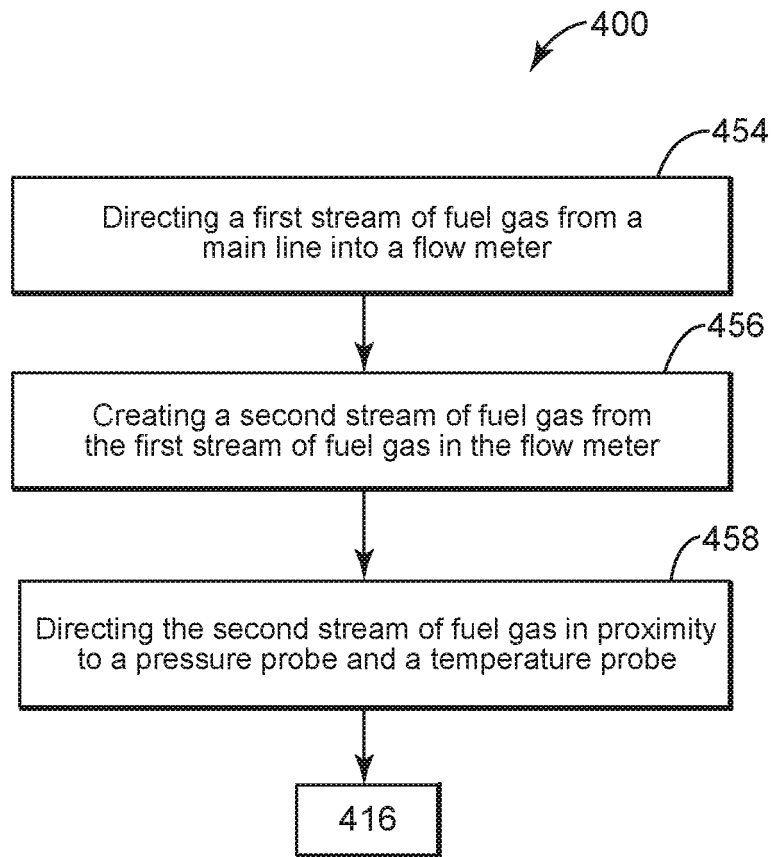 400
454
Directing a first stream of fuel gas from a
main line into a flow meter
456
Creating a second stream of fuel gas from
the first stream of fuel gas in the flow meter
458
Directing the second stream of fuel gas in proximity
to a pressure probe and a temperature probe
416